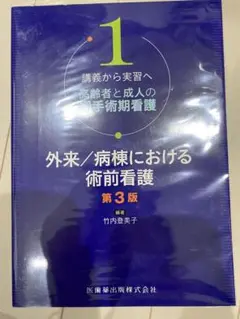 1
講義から実習へ
高齢者と成人の
周手術期看護
外来/病棟における
術前看護
第3版
編著
竹内登美子
医歯薬出版株式会社